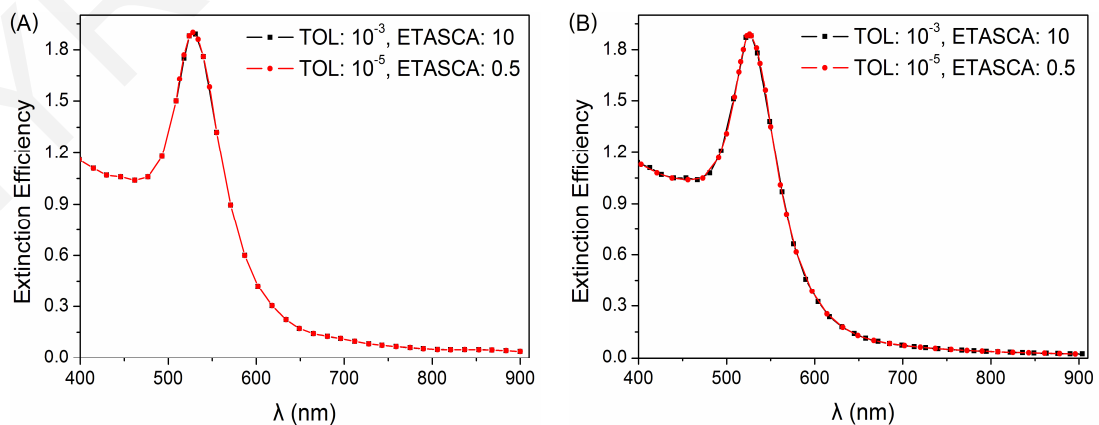 (A)
TOL: 10⁻³, ETASCA: 10
TOL: 10⁻⁵, ETASCA: 0.5
Extinction Efficiency
1.8
1.5
1.2
0.9
0.6
0.3
0.0
400 500 600 700 800 900
λ (nm)
(B)
TOL: 10⁻³, ETASCA: 10
TOL: 10⁻⁵, ETASCA: 0.5
Extinction Efficiency
1.8
1.5
1.2
0.9
0.6
0.3
0.0
400 500 600 700 800 900
λ (nm)